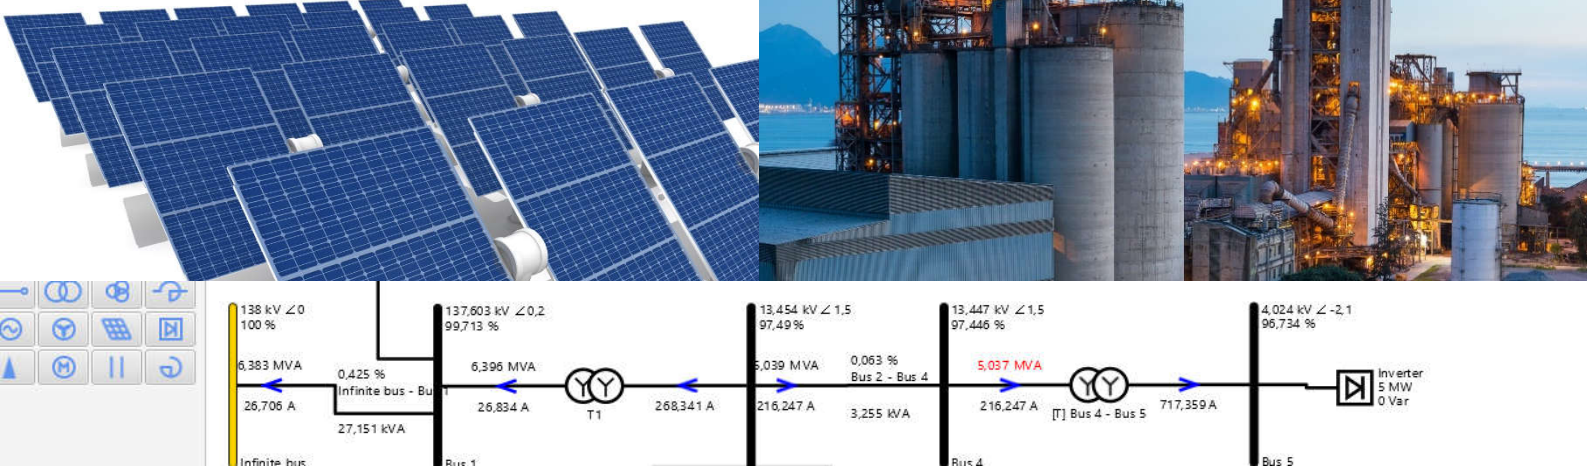 138 kV ∠0
100 %
137,603 kV ∠0,2
99,713 %
13,454 kV ∠ 1,5
97,49 %
13,447 kV ∠1,5
97,446 %
4,024 kV ∠ -2,1
96,734 %
6,383 MVA
0,425 %
Infinite bus - Bus 1
6,396 MVA
5,039 MVA
0,063 %
Bus 2 - Bus 4
5,037 MVA
Inverter
5 MW
0 Var
26,706 A
27,151 kVA
26,834 A
T1
268,341 A
216,247 A
3,255 kVA
216,247 A
[T] Bus 4 - Bus 5
717,359 A
M
Infinite bus
Bus 1
Bus 4
Bus 5